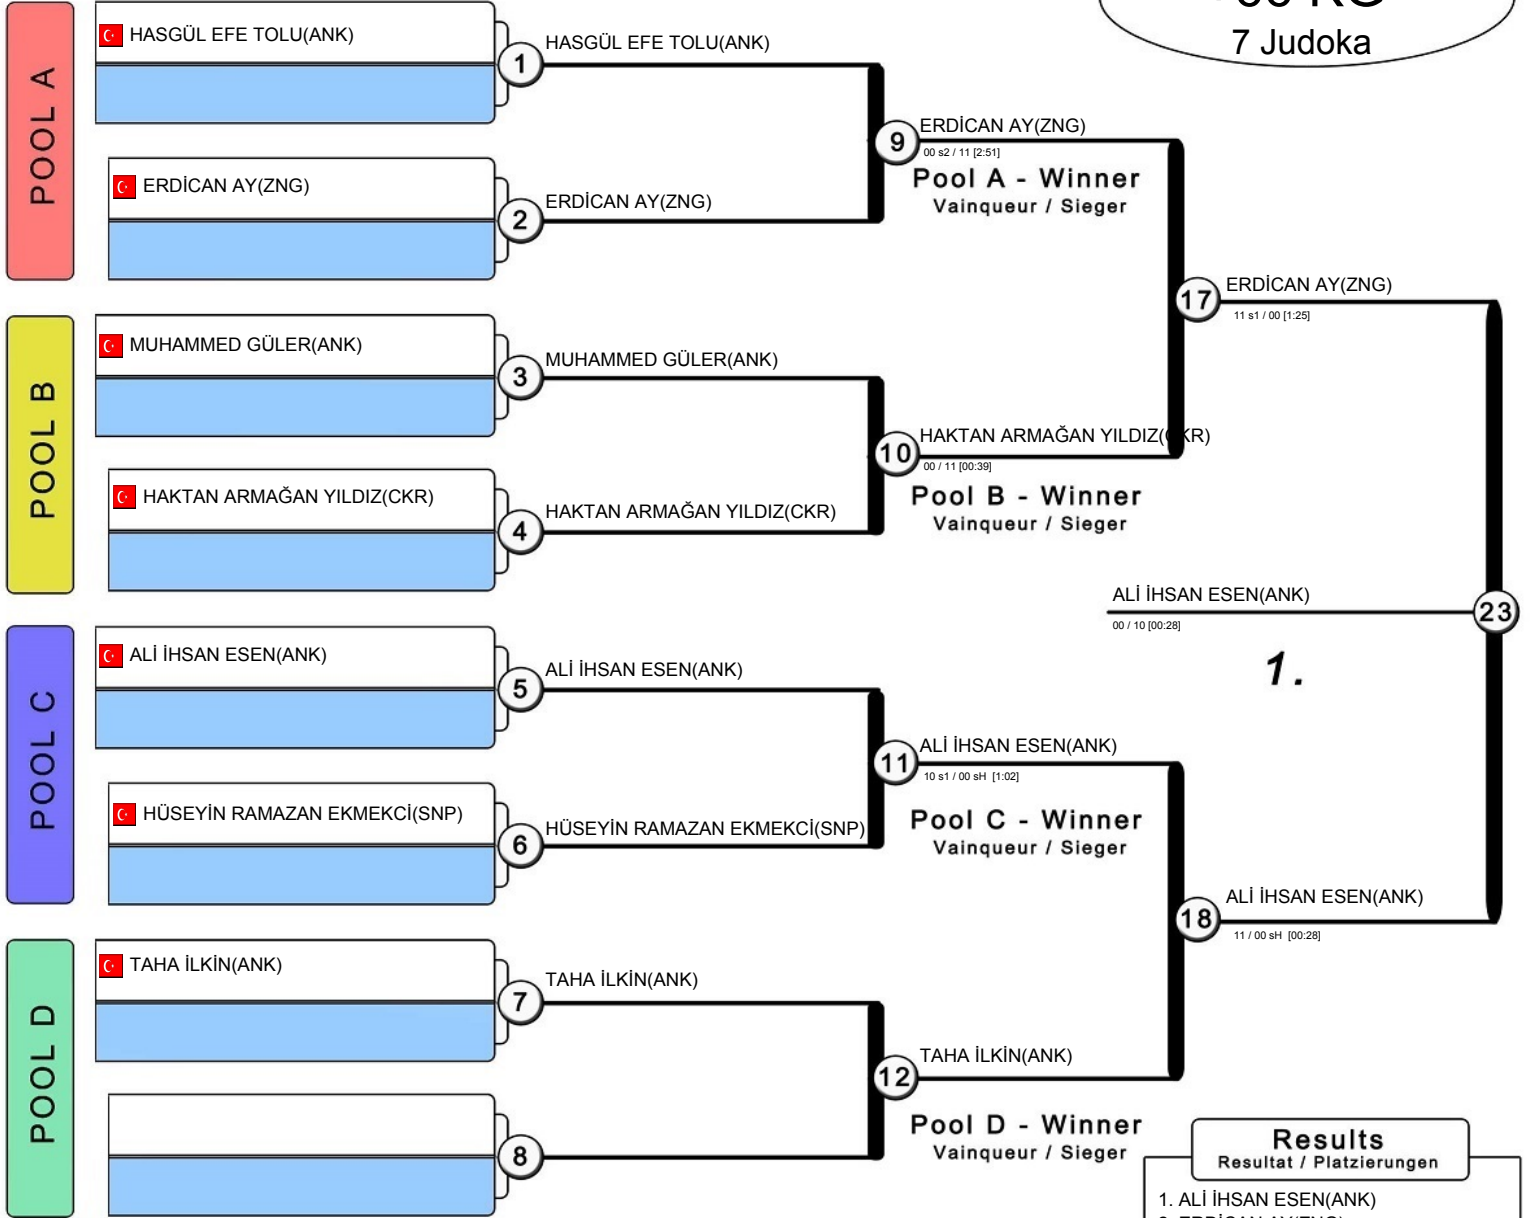 7 Judoka
POOL A
HASGÜL EFE TOLU(ANK)
1
HASGÜL EFE TOLU(ANK)
ERDİCAN AY(ZNG)
2
ERDİCAN AY(ZNG)
9
ERDİCAN AY(ZNG)
00 s2 / 11 [2:51]
Pool A - Winner
Vainqueur / Sieger
POOL B
MUHAMMED GÜLER(ANK)
3
MUHAMMED GÜLER(ANK)
HAKTAN ARMAĞAN YILDIZ(CKR)
4
HAKTAN ARMAĞAN YILDIZ(CKR)
10
HAKTAN ARMAĞAN YILDIZ(CKR)
00 / 11 [00:39]
Pool B - Winner
Vainqueur / Sieger
17
ERDİCAN AY(ZNG)
11 s1 / 00 [1:25]
POOL C
ALİ İHSAN ESEN(ANK)
5
ALİ İHSAN ESEN(ANK)
HÜSEYİN RAMAZAN EKMEKCİ(SNP)
6
HÜSEYİN RAMAZAN EKMEKCİ(SNP)
11
ALİ İHSAN ESEN(ANK)
10 s1 / 00 sH [1:02]
Pool C - Winner
Vainqueur / Sieger
POOL D
TAHA İLKİN(ANK)
7
TAHA İLKİN(ANK)
8
12
TAHA İLKİN(ANK)
Pool D - Winner
Vainqueur / Sieger
18
ALİ İHSAN ESEN(ANK)
11 / 00 sH [00:28]
ALİ İHSAN ESEN(ANK)
23
00 / 10 [00:28]
1.
Results
Resultat / Platzierungen
1. ALİ İHSAN ESEN(ANK)